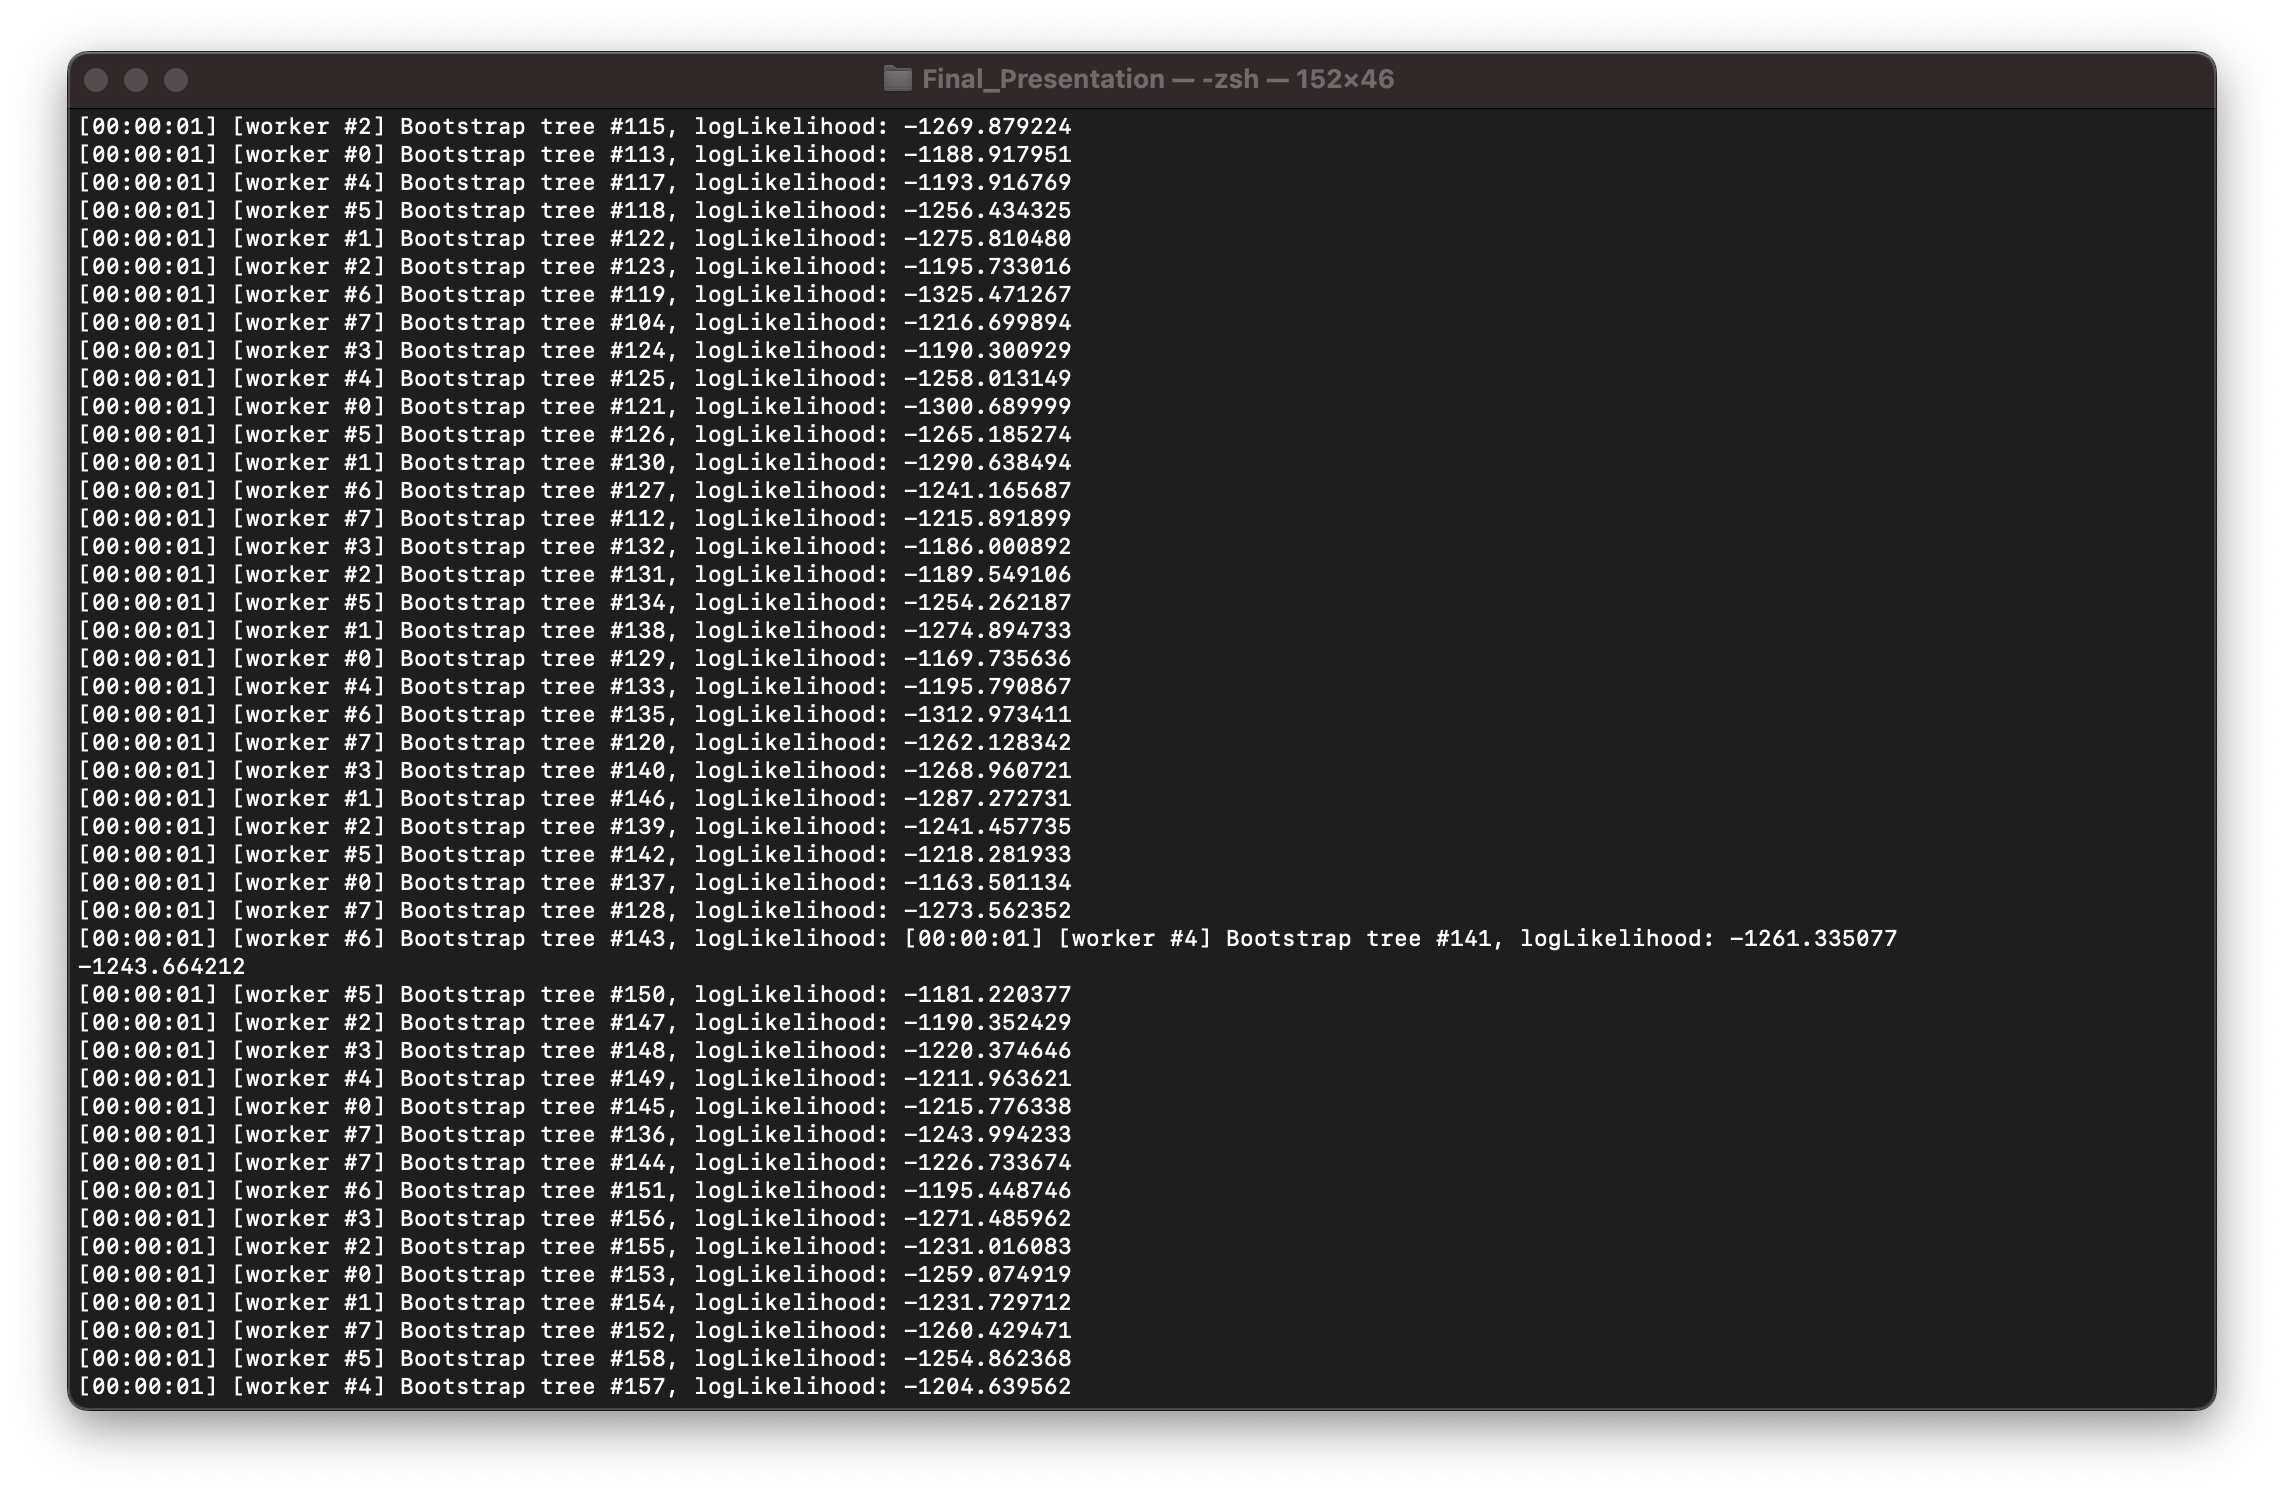 Final_Presentation — -zsh — 152×46
[00:00:01] [worker #2] Bootstrap tree #115, logLikelihood: -1269.879224
[00:00:01] [worker #0] Bootstrap tree #113, logLikelihood: -1188.917951
[00:00:01] [worker #4] Bootstrap tree #117, logLikelihood: -1193.916769
[00:00:01] [worker #5] Bootstrap tree #118, logLikelihood: -1256.434325
[00:00:01] [worker #1] Bootstrap tree #122, logLikelihood: -1275.810480
[00:00:01] [worker #2] Bootstrap tree #123, logLikelihood: -1195.733016
[00:00:01] [worker #6] Bootstrap tree #119, logLikelihood: -1325.471267
[00:00:01] [worker #7] Bootstrap tree #104, logLikelihood: -1216.699894
[00:00:01] [worker #3] Bootstrap tree #124, logLikelihood: -1190.300929
[00:00:01] [worker #4] Bootstrap tree #125, logLikelihood: -1258.013149
[00:00:01] [worker #0] Bootstrap tree #121, logLikelihood: -1300.689999
[00:00:01] [worker #5] Bootstrap tree #126, logLikelihood: -1265.185274
[00:00:01] [worker #1] Bootstrap tree #130, logLikelihood: -1290.638494
[00:00:01] [worker #6] Bootstrap tree #127, logLikelihood: -1241.165687
[00:00:01] [worker #7] Bootstrap tree #112, logLikelihood: -1215.891899
[00:00:01] [worker #3] Bootstrap tree #132, logLikelihood: -1186.000892
[00:00:01] [worker #2] Bootstrap tree #131, logLikelihood: -1189.549106
[00:00:01] [worker #5] Bootstrap tree #134, logLikelihood: -1254.262187
[00:00:01] [worker #1] Bootstrap tree #138, logLikelihood: -1274.894733
[00:00:01] [worker #0] Bootstrap tree #129, logLikelihood: -1169.735636
[00:00:01] [worker #4] Bootstrap tree #133, logLikelihood: -1195.790867
[00:00:01] [worker #6] Bootstrap tree #135, logLikelihood: -1312.973411
[00:00:01] [worker #7] Bootstrap tree #120, logLikelihood: -1262.128342
[00:00:01] [worker #3] Bootstrap tree #140, logLikelihood: -1268.960721
[00:00:01] [worker #1] Bootstrap tree #146, logLikelihood: -1287.272731
[00:00:01] [worker #2] Bootstrap tree #139, logLikelihood: -1241.457735
[00:00:01] [worker #5] Bootstrap tree #142, logLikelihood: -1218.281933
[00:00:01] [worker #0] Bootstrap tree #137, logLikelihood: -1163.501134
[00:00:01] [worker #7] Bootstrap tree #128, logLikelihood: -1273.562352
[00:00:01] [worker #6] Bootstrap tree #143, logLikelihood: [00:00:01] [worker #4] Bootstrap tree #141, logLikelihood: -1261.335077
-1243.664212
[00:00:01] [worker #5] Bootstrap tree #150, logLikelihood: -1181.220377
[00:00:01] [worker #2] Bootstrap tree #147, logLikelihood: -1190.352429
[00:00:01] [worker #3] Bootstrap tree #148, logLikelihood: -1220.374646
[00:00:01] [worker #4] Bootstrap tree #149, logLikelihood: -1211.963621
[00:00:01] [worker #0] Bootstrap tree #145, logLikelihood: -1215.776338
[00:00:01] [worker #7] Bootstrap tree #136, logLikelihood: -1243.994233
[00:00:01] [worker #7] Bootstrap tree #144, logLikelihood: -1226.733674
[00:00:01] [worker #6] Bootstrap tree #151, logLikelihood: -1195.448746
[00:00:01] [worker #3] Bootstrap tree #156, logLikelihood: -1271.485962
[00:00:01] [worker #2] Bootstrap tree #155, logLikelihood: -1231.016083
[00:00:01] [worker #0] Bootstrap tree #153, logLikelihood: -1259.074919
[00:00:01] [worker #1] Bootstrap tree #154, logLikelihood: -1231.729712
[00:00:01] [worker #7] Bootstrap tree #152, logLikelihood: -1260.429471
[00:00:01] [worker #5] Bootstrap tree #158, logLikelihood: -1254.862368
[00:00:01] [worker #4] Bootstrap tree #157, logLikelihood: -1204.639562